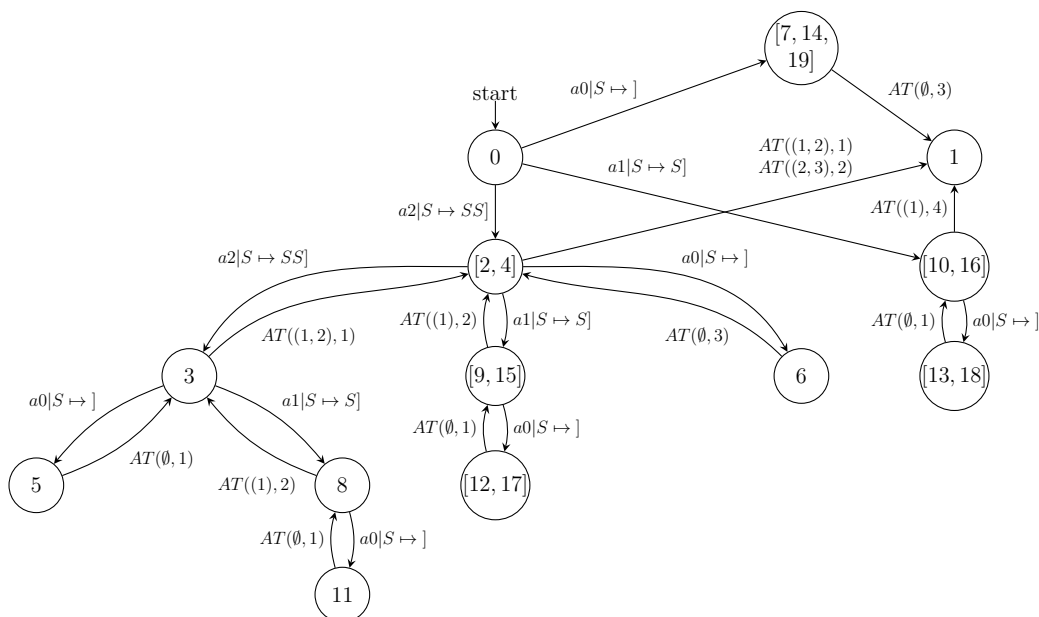 [7, 14,
19]
a0|S ↦ ]
AT(∅, 3)
start
0
AT((1, 2), 1)
AT((2, 3), 2)
1
a1|S ↦ S]
a2|S ↦ SS]
AT((1), 4)
a2|S ↦ SS]
[2, 4]
a0|S ↦ ]
[10, 16]
AT((1, 2), 1)
AT((1), 2)
a1|S ↦ S]
AT(∅, 3)
AT(∅, 1)
a0|S ↦ ]
3
[9, 15]
6
[13, 18]
a0|S ↦ ]
a1|S ↦ S]
AT(∅, 1)
a0|S ↦ ]
AT(∅, 1)
AT((1), 2)
5
8
[12, 17]
AT(∅, 1)
a0|S ↦ ]
11